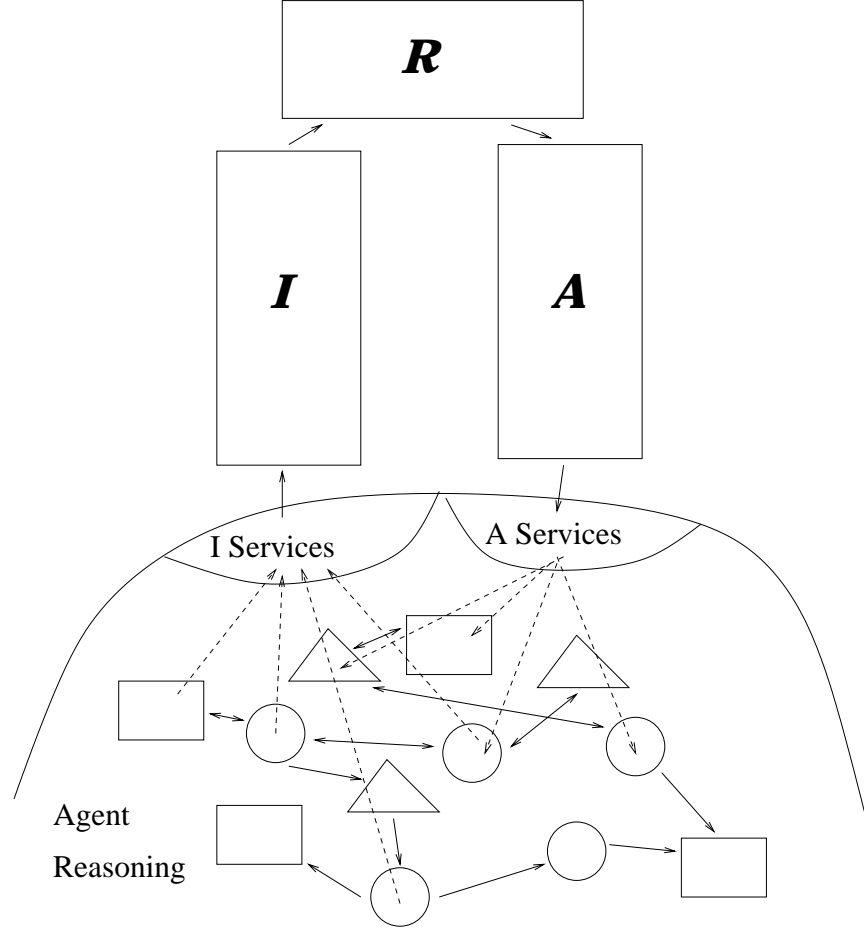 R
I
A
I Services
A Services
Agent
Reasoning